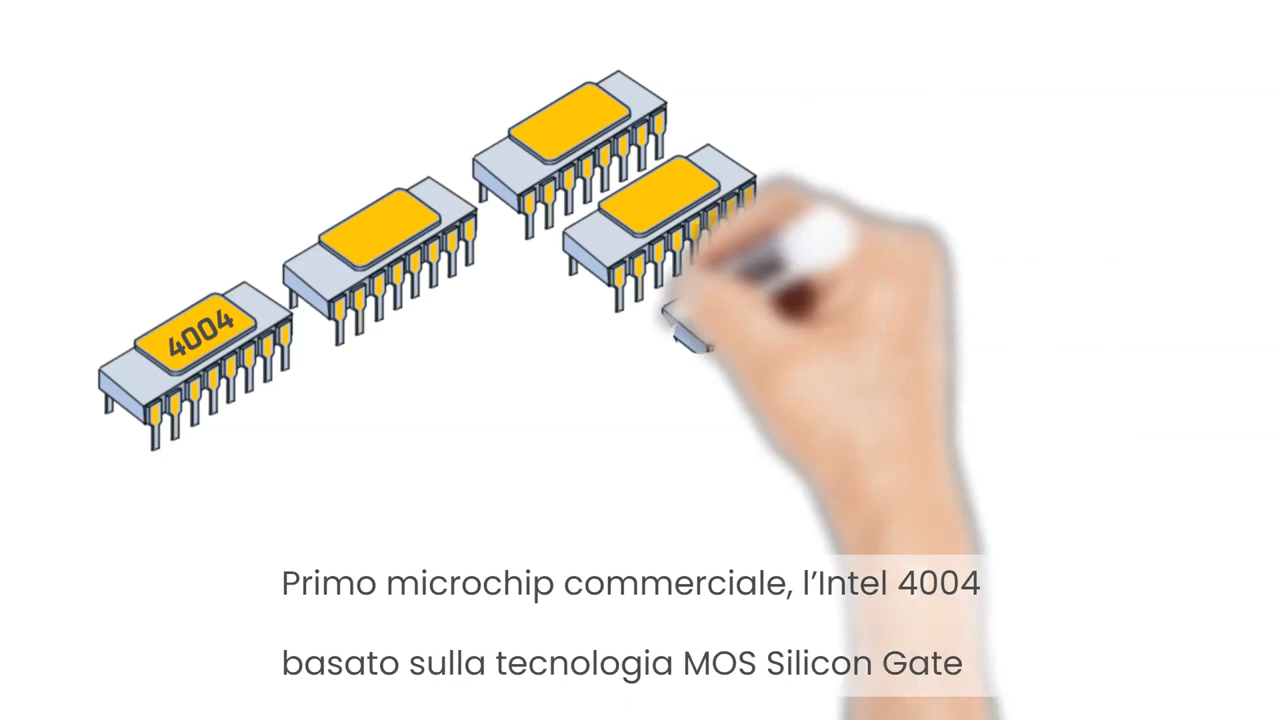 4004
Primo microchip commerciale, l’Intel 4004
basato sulla tecnologia MOS Silicon Gate